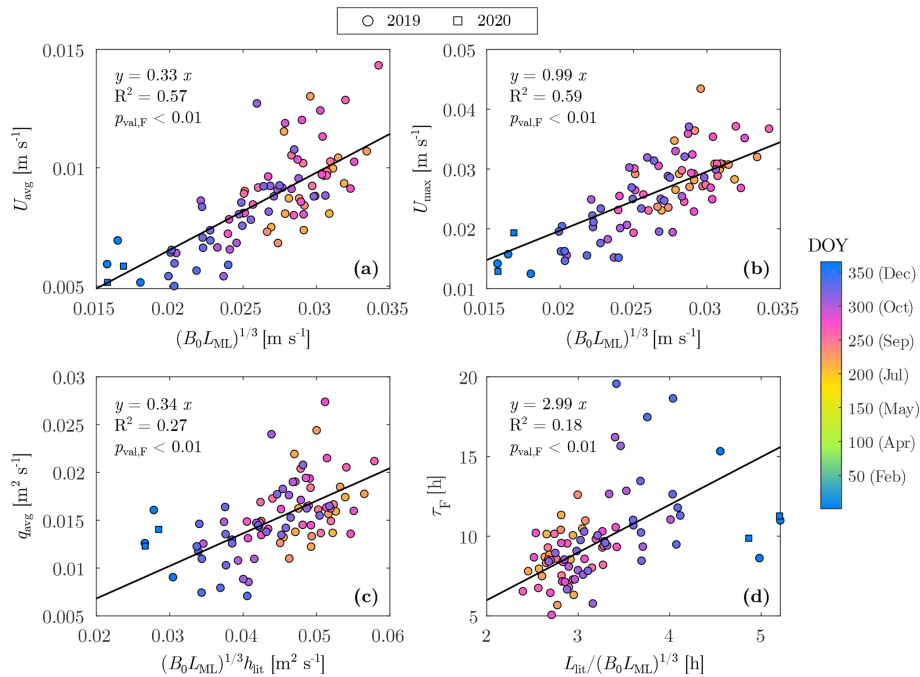 2019 2020
(a)
0.015
0.01
0.005
U_avg [m s⁻¹]
y = 0.33 x
R² = 0.57
p_val,F < 0.01
0.015 0.02 0.025 0.03 0.035
(B₀L_ML)^1/3 [m s⁻¹]
(b)
0.05
0.04
0.03
0.02
0.01
U_max [m s⁻¹]
y = 0.99 x
R² = 0.59
p_val,F < 0.01
0.015 0.02 0.025 0.03 0.035
(B₀L_ML)^1/3 [m s⁻¹]
(c)
0.03
0.025
0.02
0.015
0.01
0.005
q_avg [m² s⁻¹]
y = 0.34 x
R² = 0.27
p_val,F < 0.01
0.02 0.03 0.04 0.05 0.06
(B₀L_ML)^1/3 h_lit [m² s⁻¹]
(d)
20
15
10
5
τ_F [h]
y = 2.99 x
R² = 0.18
p_val,F < 0.01
2 3 4 5
L_lit/(B₀L_ML)^1/3 [h]
DOY
350 (Dec)
300 (Oct)
250 (Sep)
200 (Jul)
150 (May)
100 (Apr)
50 (Feb)